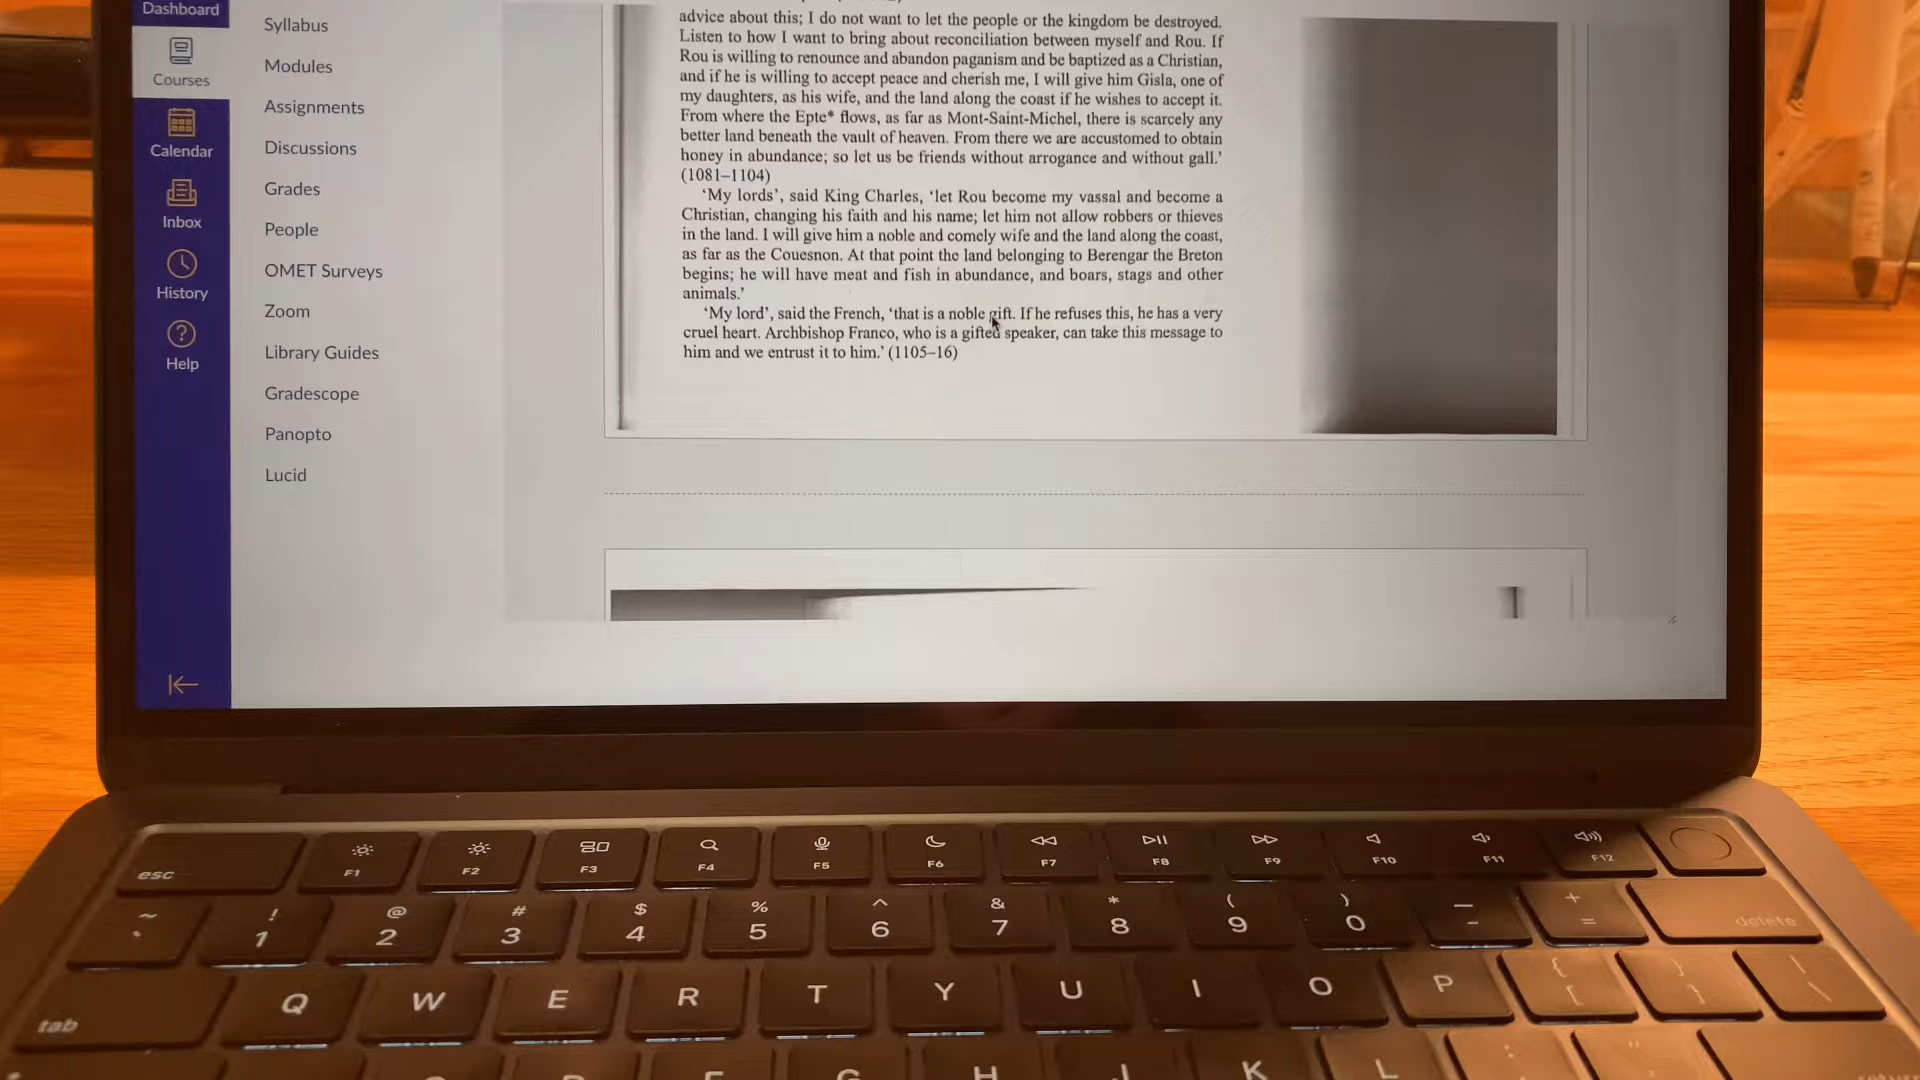 Dashboard
Courses
Calendar
Inbox
History
Help
Syllabus
Modules
Assignments
Discussions
Grades
People
OMET Surveys
Zoom
Library Guides
Gradescope
Panopto
Lucid
advice about this; I do not want to let the people or the kingdom be destroyed.
Listen to how I want to bring about reconciliation between myself and Rou. If
Rou is willing to renounce and abandon paganism and be baptized as a Christian,
and if he is willing to accept peace and cherish me, I will give him Gisla, one of
my daughters, as his wife, and the land along the coast if he wishes to accept it.
From where the Epte* flows, as far as Mont-Saint-Michel, there is scarcely any
better land beneath the vault of heaven. From there we are accustomed to obtain
honey in abundance; so let us be friends without arrogance and without gall.’
(1081–1104)
‘My lords’, said King Charles, ‘let Rou become my vassal and become a
Christian, changing his faith and his name; let him not allow robbers or thieves
in the land. I will give him a noble and comely wife and the land along the coast,
as far as the Couesnon. At that point the land belonging to Berengar the Breton
begins; he will have meat and fish in abundance, and boars, stags and other
animals.’
‘My lord’, said the French, ‘that is a noble gift. If he refuses this, he has a very
cruel heart. Archbishop Franco, who is a gifted speaker, can take this message to
him and we entrust it to him.’ (1105–16)
esc F1 F2 F3 F4 F5 F6 F7 F8 F9 F10 F11 F12
~ ! @ # $ % ^ & * ( ) — +
` 1 2 3 4 5 6 7 8 9 0 - = delete
tab Q W E R T Y U I O P { [ } ] | \
G H J K L : "